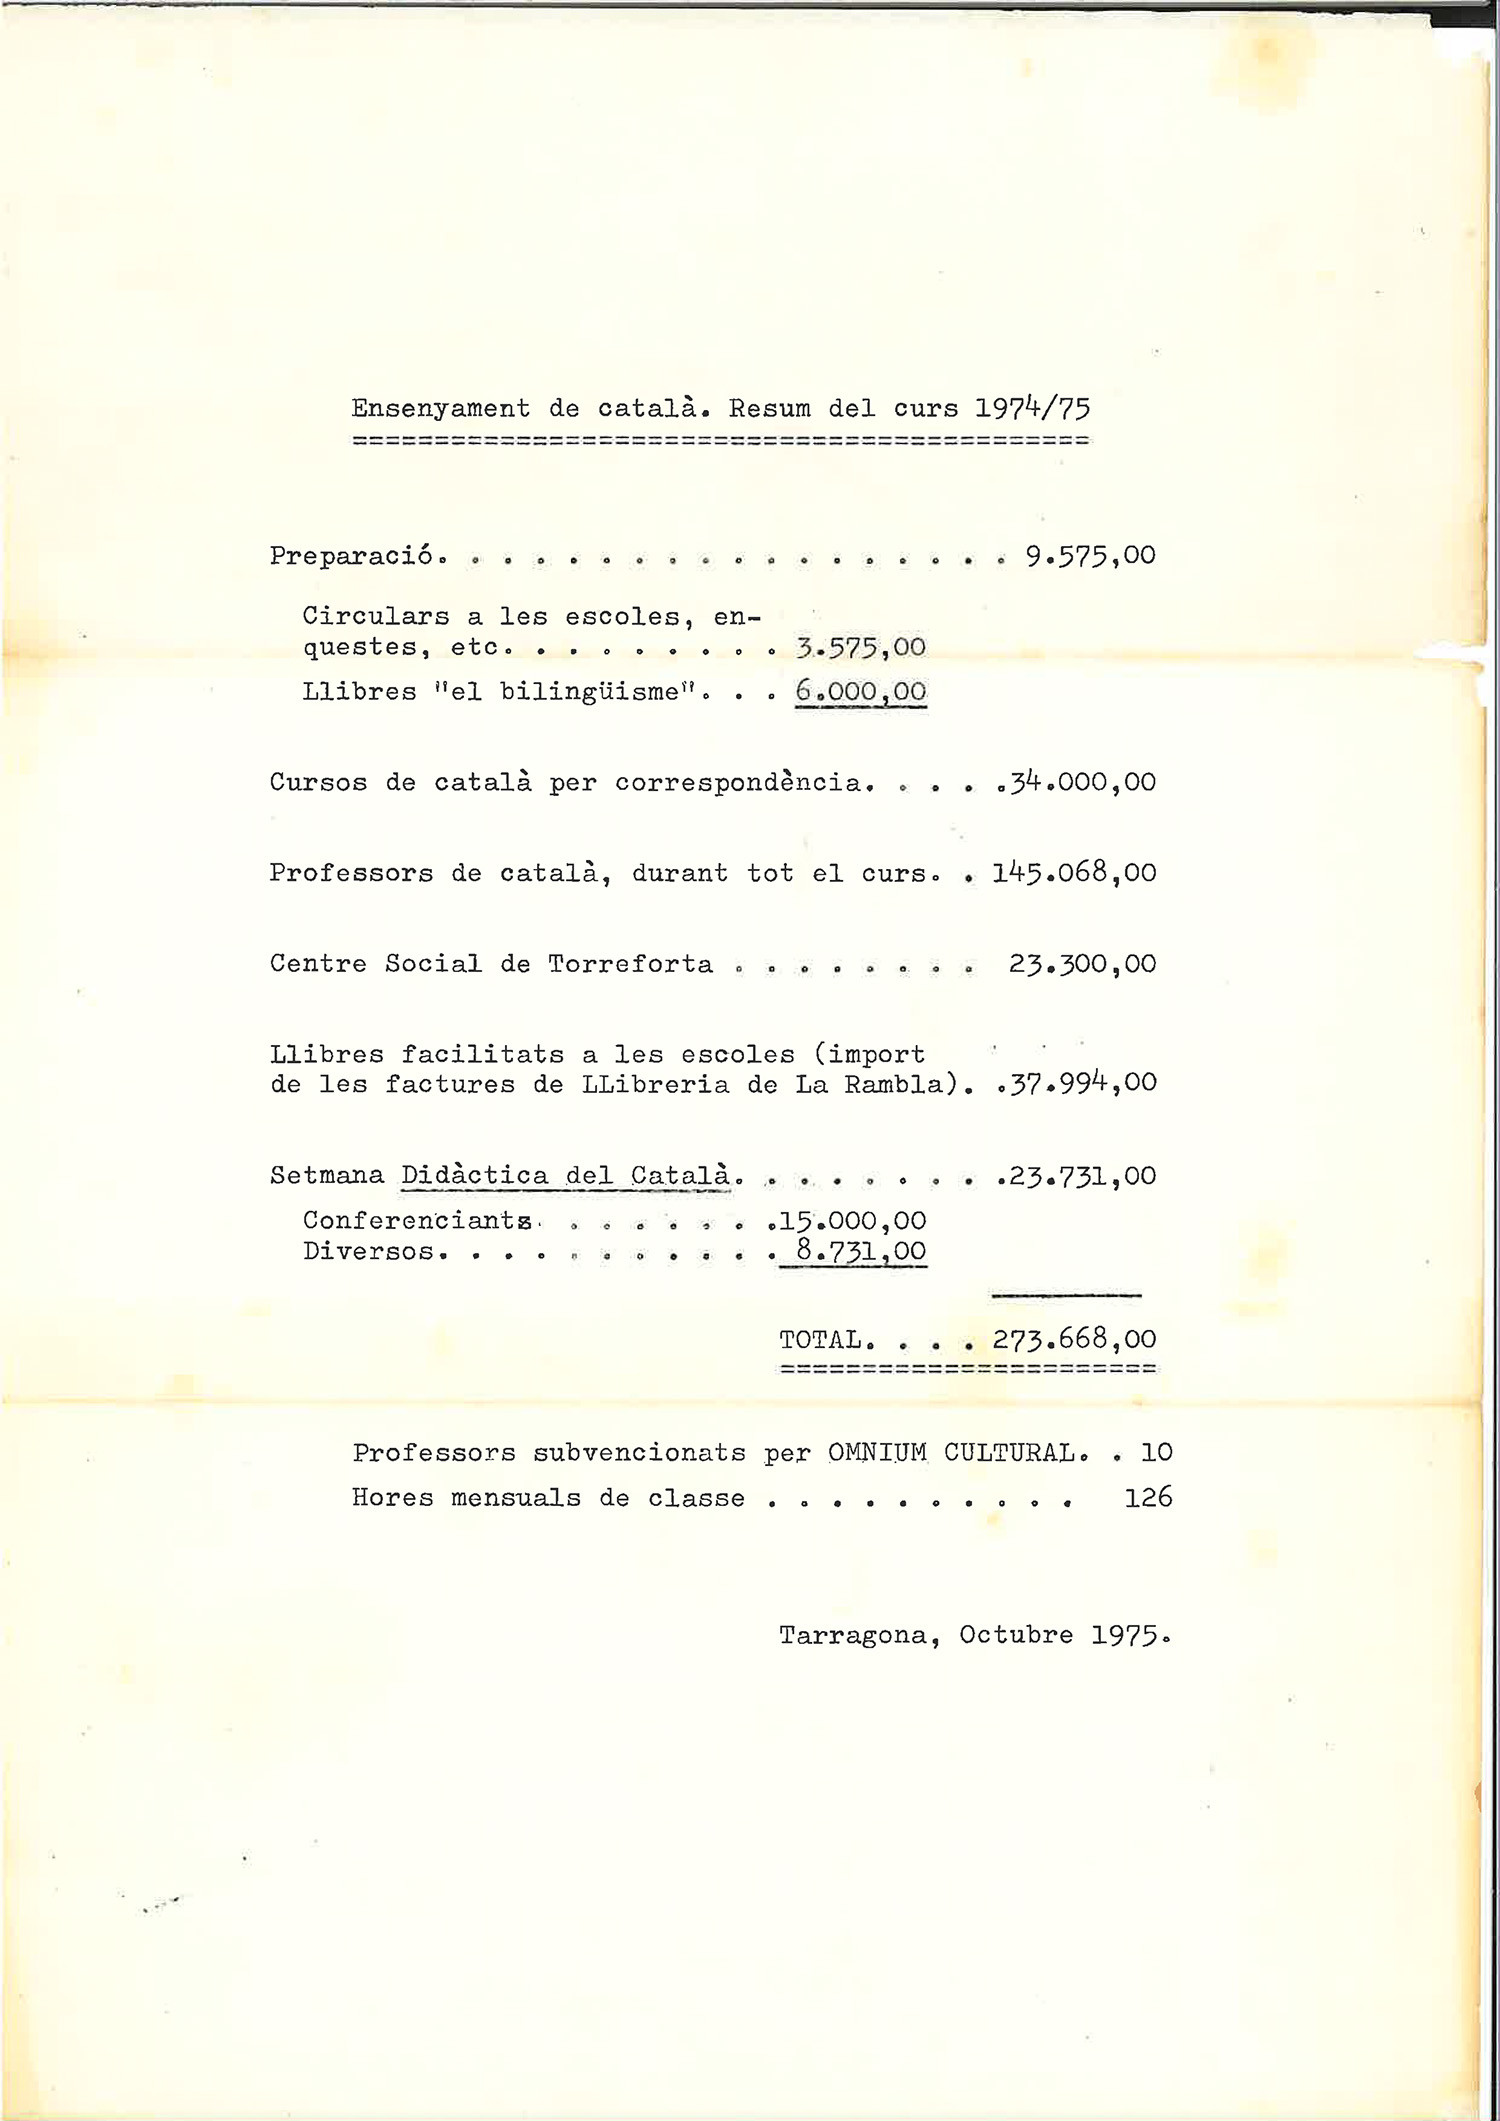 Ensenyament de català. Resum del curs 1974/75
=============================================
Preparació. . . . . . . . . . . . . . . . . . 9.575,00
Circulars a les escoles, en-
questes, etc. . . . . . . . . 3.575,00
Llibres "el bilingüisme". . . 6.000,00
Cursos de català per correspondència. . . . .34.000,00
Professors de català, durant tot el curs. . 145.068,00
Centre Social de Torreforta . . . . . . . . 23.300,00
Llibres facilitats a les escoles (import
de les factures de LLibreria de La Rambla). .37.994,00
Setmana Didàctica del Català. . . . . . . . .23.731,00
Conferenciants. . . . . . . .15.000,00
Diversos. . . . . . . . . . . 8.731,00
TOTAL. . . . 273.668,00
=======================
Professors subvencionats per OMNIUM CULTURAL. . 10
Hores mensuals de classe . . . . . . . . . . 126
Tarragona, Octubre 1975.